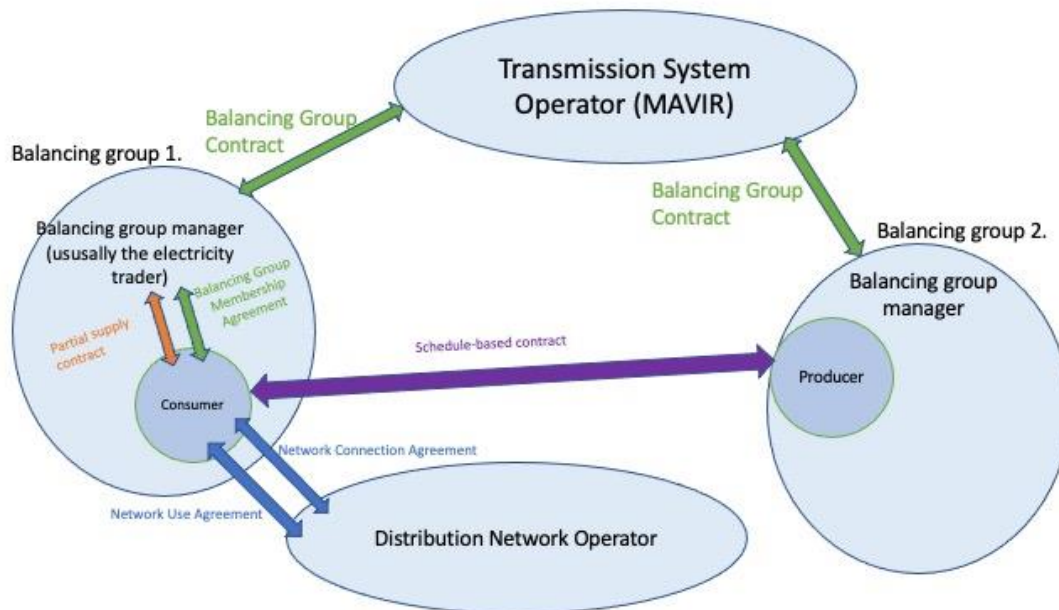 Transmission System
Operator (MAVIR)
Balancing Group
Contract
Balancing group 1.
Balancing Group
Contract
Balancing group 2.
Balancing group manager
(ususally the electricity
trader)
Balancing group
manager
Balancing Group
Membership
Agreement
Partial supply
contract
Schedule-based contract
Consumer
Producer
Network Connection Agreement
Network Use Agreement
Distribution Network Operator